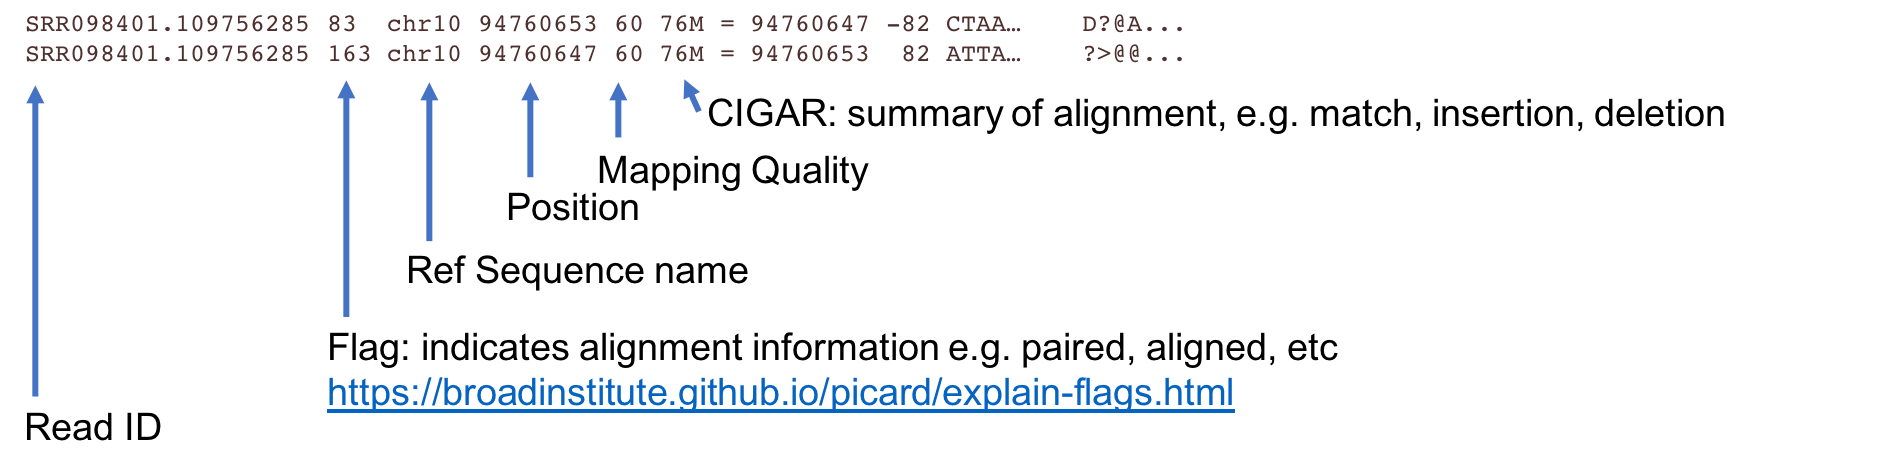 SRR098401.109756285 83 chr10 94760653 60 76M = 94760647 -82 CTAA… D?@A...
SRR098401.109756285 163 chr10 94760647 60 76M = 94760653 82 ATTA… ?>@@...
CIGAR: summary of alignment, e.g. match, insertion, deletion
Mapping Quality
Position
Ref Sequence name
Flag: indicates alignment information e.g. paired, aligned, etc
https://broadinstitute.github.io/picard/explain-flags.html
Read ID